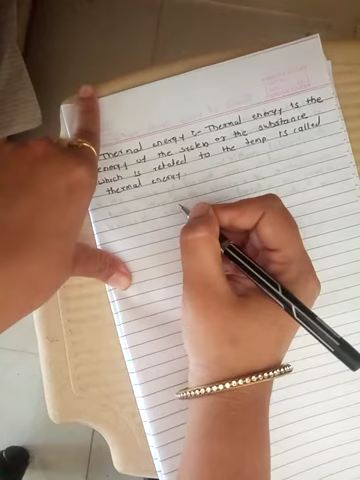 Thermal energy :- Thermal energy is the
energy of the system or the substance
which is related to the temp is called
thermal energy